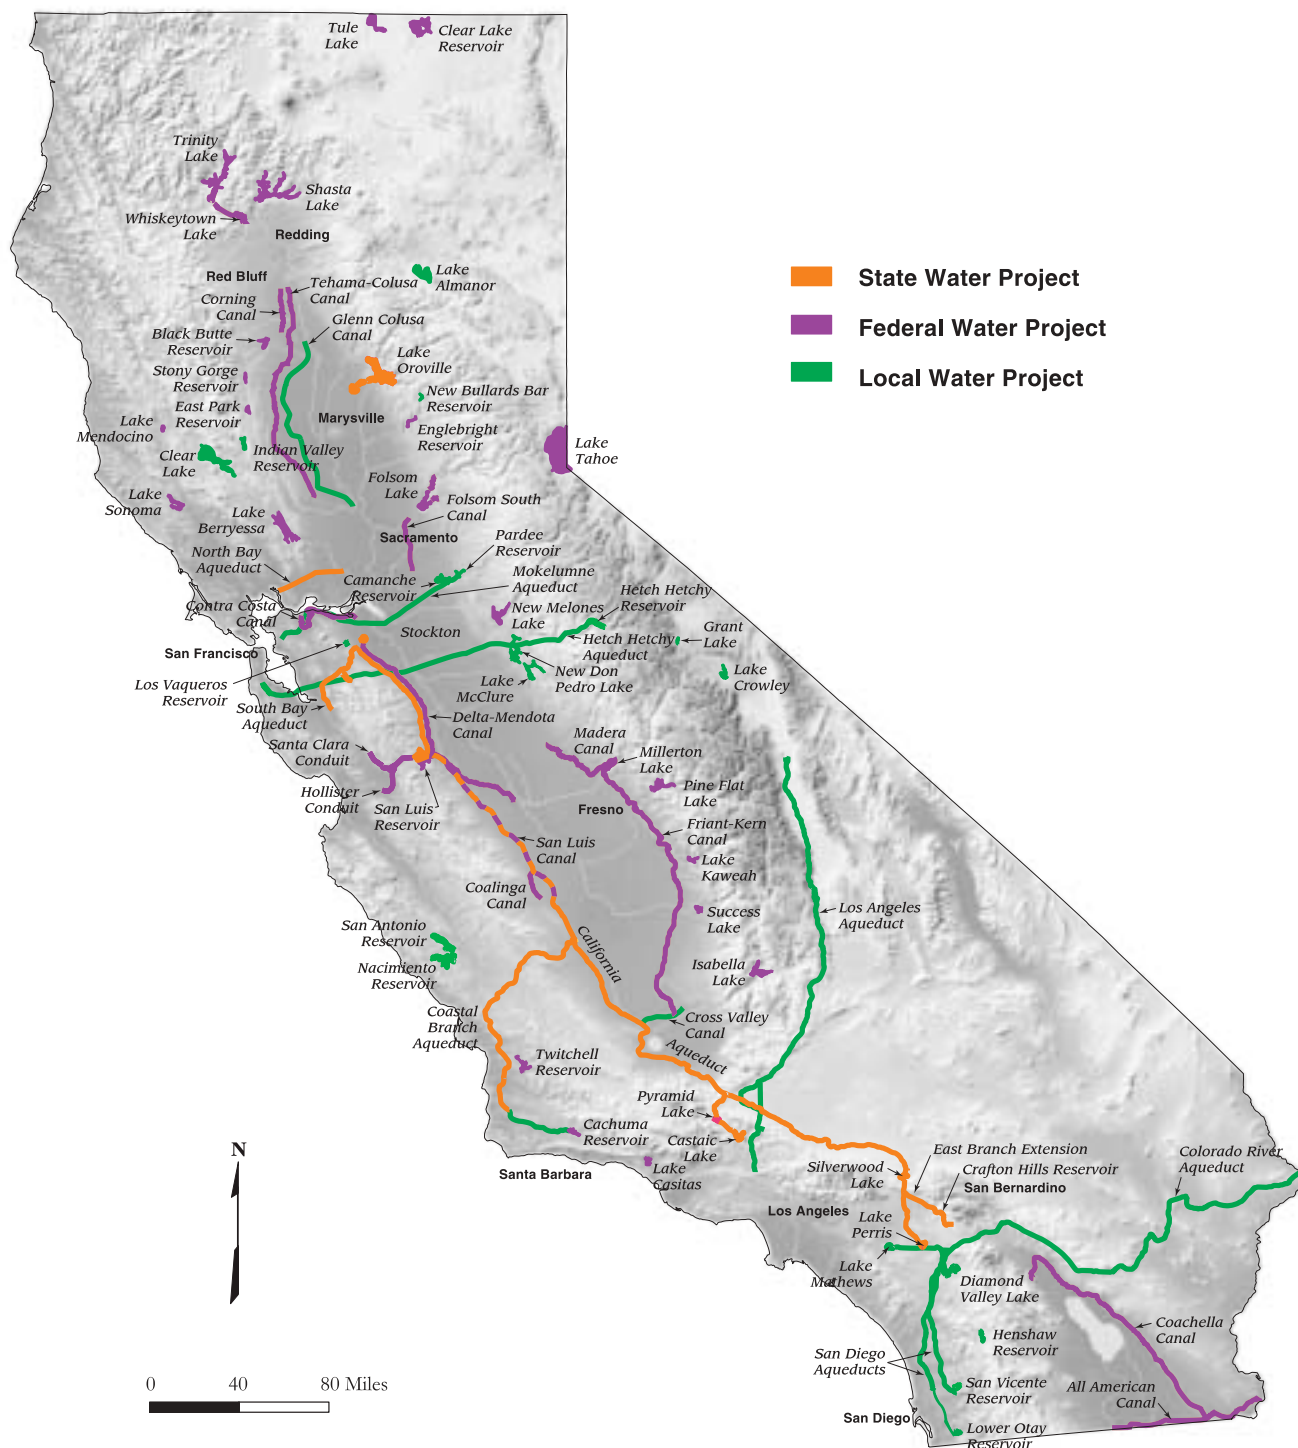 Tule
Lake
Clear Lake
Reservoir
Trinity
Lake
Shasta
Lake
Whiskeytown
Lake
Redding
Red Bluff
Tehama-Colusa
Canal
Lake
Almanor
Corning
Canal
Glenn Colusa
Canal
Black Butte
Reservoir
Lake
Oroville
Stony Gorge
Reservoir
New Bullards Bar
Reservoir
East Park
Reservoir
Marysville
Englebright
Reservoir
Lake
Mendocino
Clear
Lake
Indian Valley
Reservoir
Lake
Tahoe
Folsom
Lake
Lake
Sonoma
Lake
Berryessa
Folsom South
Canal
Sacramento
Pardee
Reservoir
North Bay
Aqueduct
Camanche
Reservoir
Mokelumne
Aqueduct
Hetch Hetchy
Reservoir
Contra Costa
Canal
New Melones
Lake
Stockton
Hetch Hetchy
Aqueduct
Grant
Lake
San Francisco
Los Vaqueros
Reservoir
Lake
McClure
New Don
Pedro Lake
Lake
Crowley
South Bay
Aqueduct
Delta-Mendota
Canal
Santa Clara
Conduit
Madera
Canal
Millerton
Lake
Hollister
Conduit
San Luis
Reservoir
Pine Flat
Lake
Fresno
Friant-Kern
Canal
San Luis
Canal
Lake
Kaweah
Coalinga
Canal
Success
Lake
Los Angeles
Aqueduct
San Antonio
Reservoir
Nacimiento
Reservoir
California
Isabella
Lake
Coastal
Branch
Aqueduct
Cross Valley
Canal
Aqueduct
Twitchell
Reservoir
Pyramid
Lake
Cachuma
Reservoir
Castaic
Lake
Santa Barbara
Lake
Casitas
Silverwood
Lake
East Branch Extension
Crafton Hills Reservoir
San Bernardino
Colorado River
Aqueduct
Los Angeles
Lake
Perris
Lake
Mathews
Diamond
Valley Lake
Coachella
Canal
Henshaw
Reservoir
San Diego
Aqueducts
San Vicente
Reservoir
All American
Canal
San Diego
Lower Otay
Reservoir
State Water Project
Federal Water Project
Local Water Project
N
0 40 80 Miles